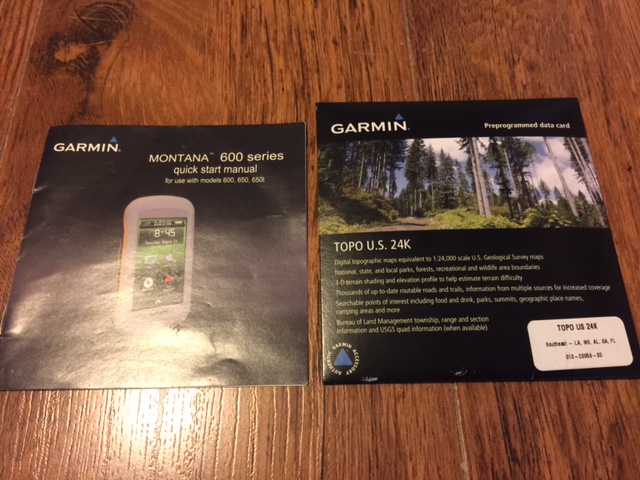 GARMIN
MONTANA™ 600 series
quick start manual
for use with models 600, 650, 650t
8:45
GARMIN
Preprogrammed data card
TOPO U.S. 24K
Digital topographic maps equivalent to 1:24,000 scale U.S. Geological Survey maps
National, state, and local parks, forests, recreational and wildlife area boundaries
3-D terrain shading and elevation profile to help estimate terrain difficulty
Thousands of up-to-date routable roads and trails, information from multiple sources for increased coverage
Searchable points of interest including food and drink, parks, summits, geographic place names,
camping areas and more
Bureau of Land Management township, range and section
information and USGS quad information (when available)
AUTHENTIC GARMIN ACCESSORY
TOPO US 24K
Southeast - LA, MS, AL, GA, FL